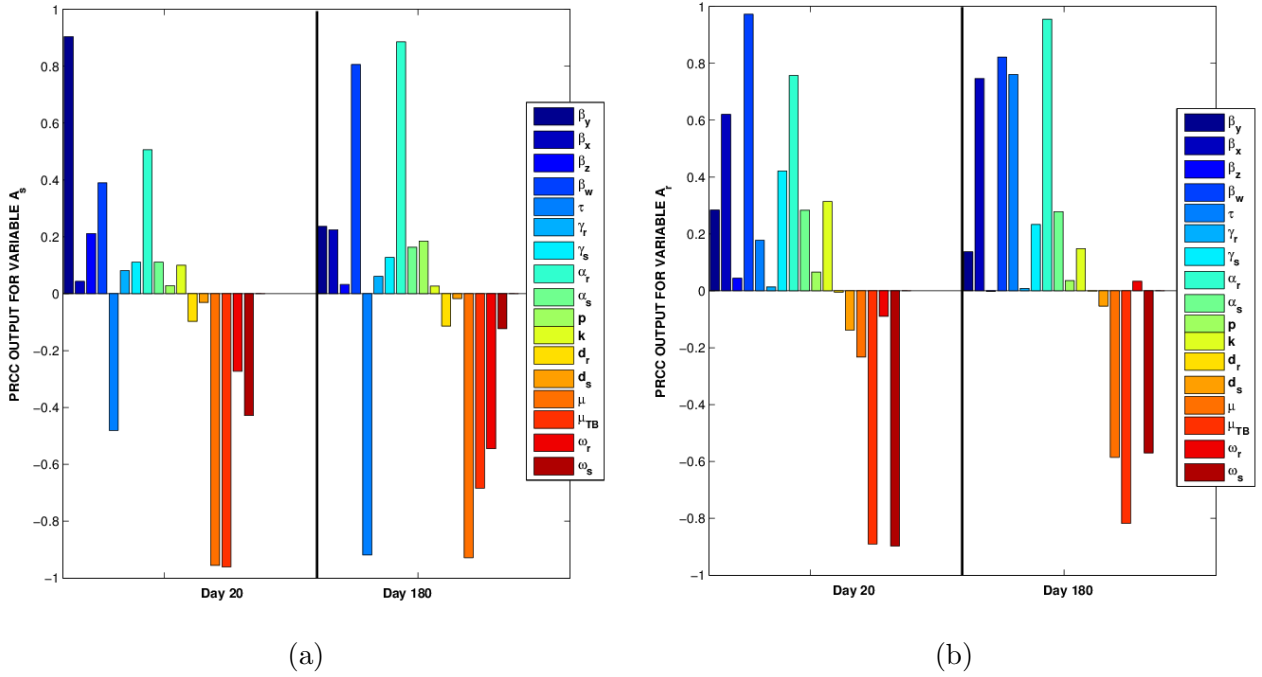 PRCC OUTPUT FOR VARIABLE A_s
1
0.8
0.6
0.4
0.2
0
−0.2
−0.4
−0.6
−0.8
−1
Day 20
Day 180
β_y
β_x
β_z
β_w
τ
γ_r
γ_s
α_r
α_s
p
k
d_r
d_s
μ
μ_TB
ω_r
ω_s
(a)
PRCC OUTPUT FOR VARIABLE A_r
1
0.8
0.6
0.4
0.2
0
−0.2
−0.4
−0.6
−0.8
−1
Day 20
Day 180
β_y
β_x
β_z
β_w
τ
γ_r
γ_s
α_r
α_s
p
k
d_r
d_s
μ
μ_TB
ω_r
ω_s
(b)